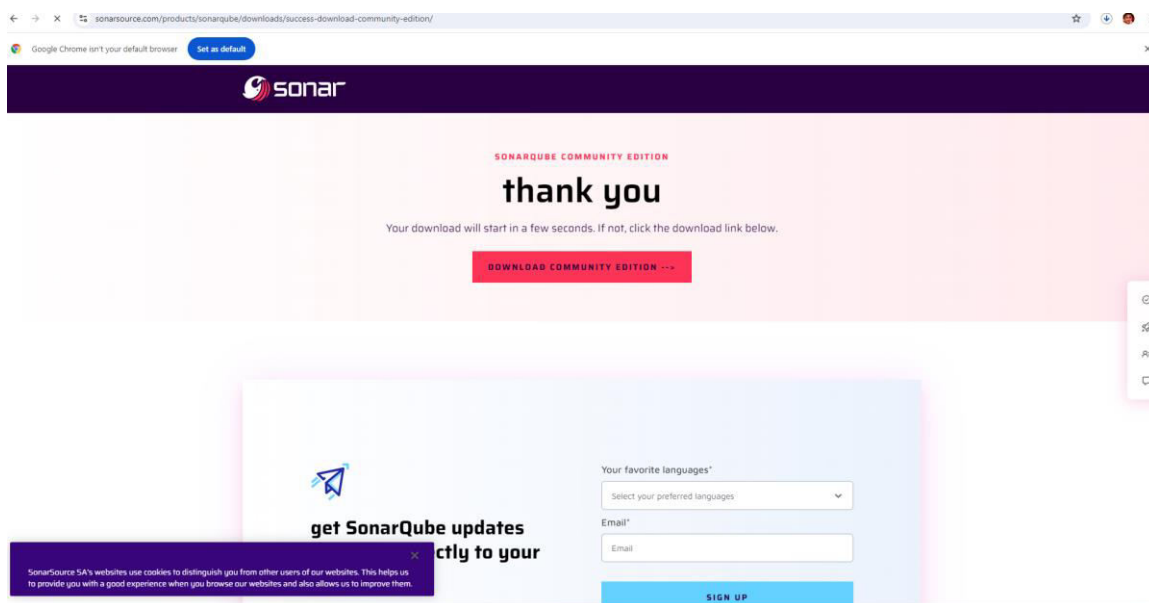 sonarsource.com/products/sonarqube/downloads/success-download-community-edition/
Google Chrome isn't your default browser
Set as default
sonar
SONARQUBE COMMUNITY EDITION
thank you
Your download will start in a few seconds. If not, click the download link below.
DOWNLOAD COMMUNITY EDITION -->
Your favorite languages*
Select your preferred languages
Email*
Email
SIGN UP
get SonarQube updates
ctly to your
SonarSource SA's websites use cookies to distinguish you from other users of our websites. This helps us
to provide you with a good experience when you browse our websites and also allows us to improve them.